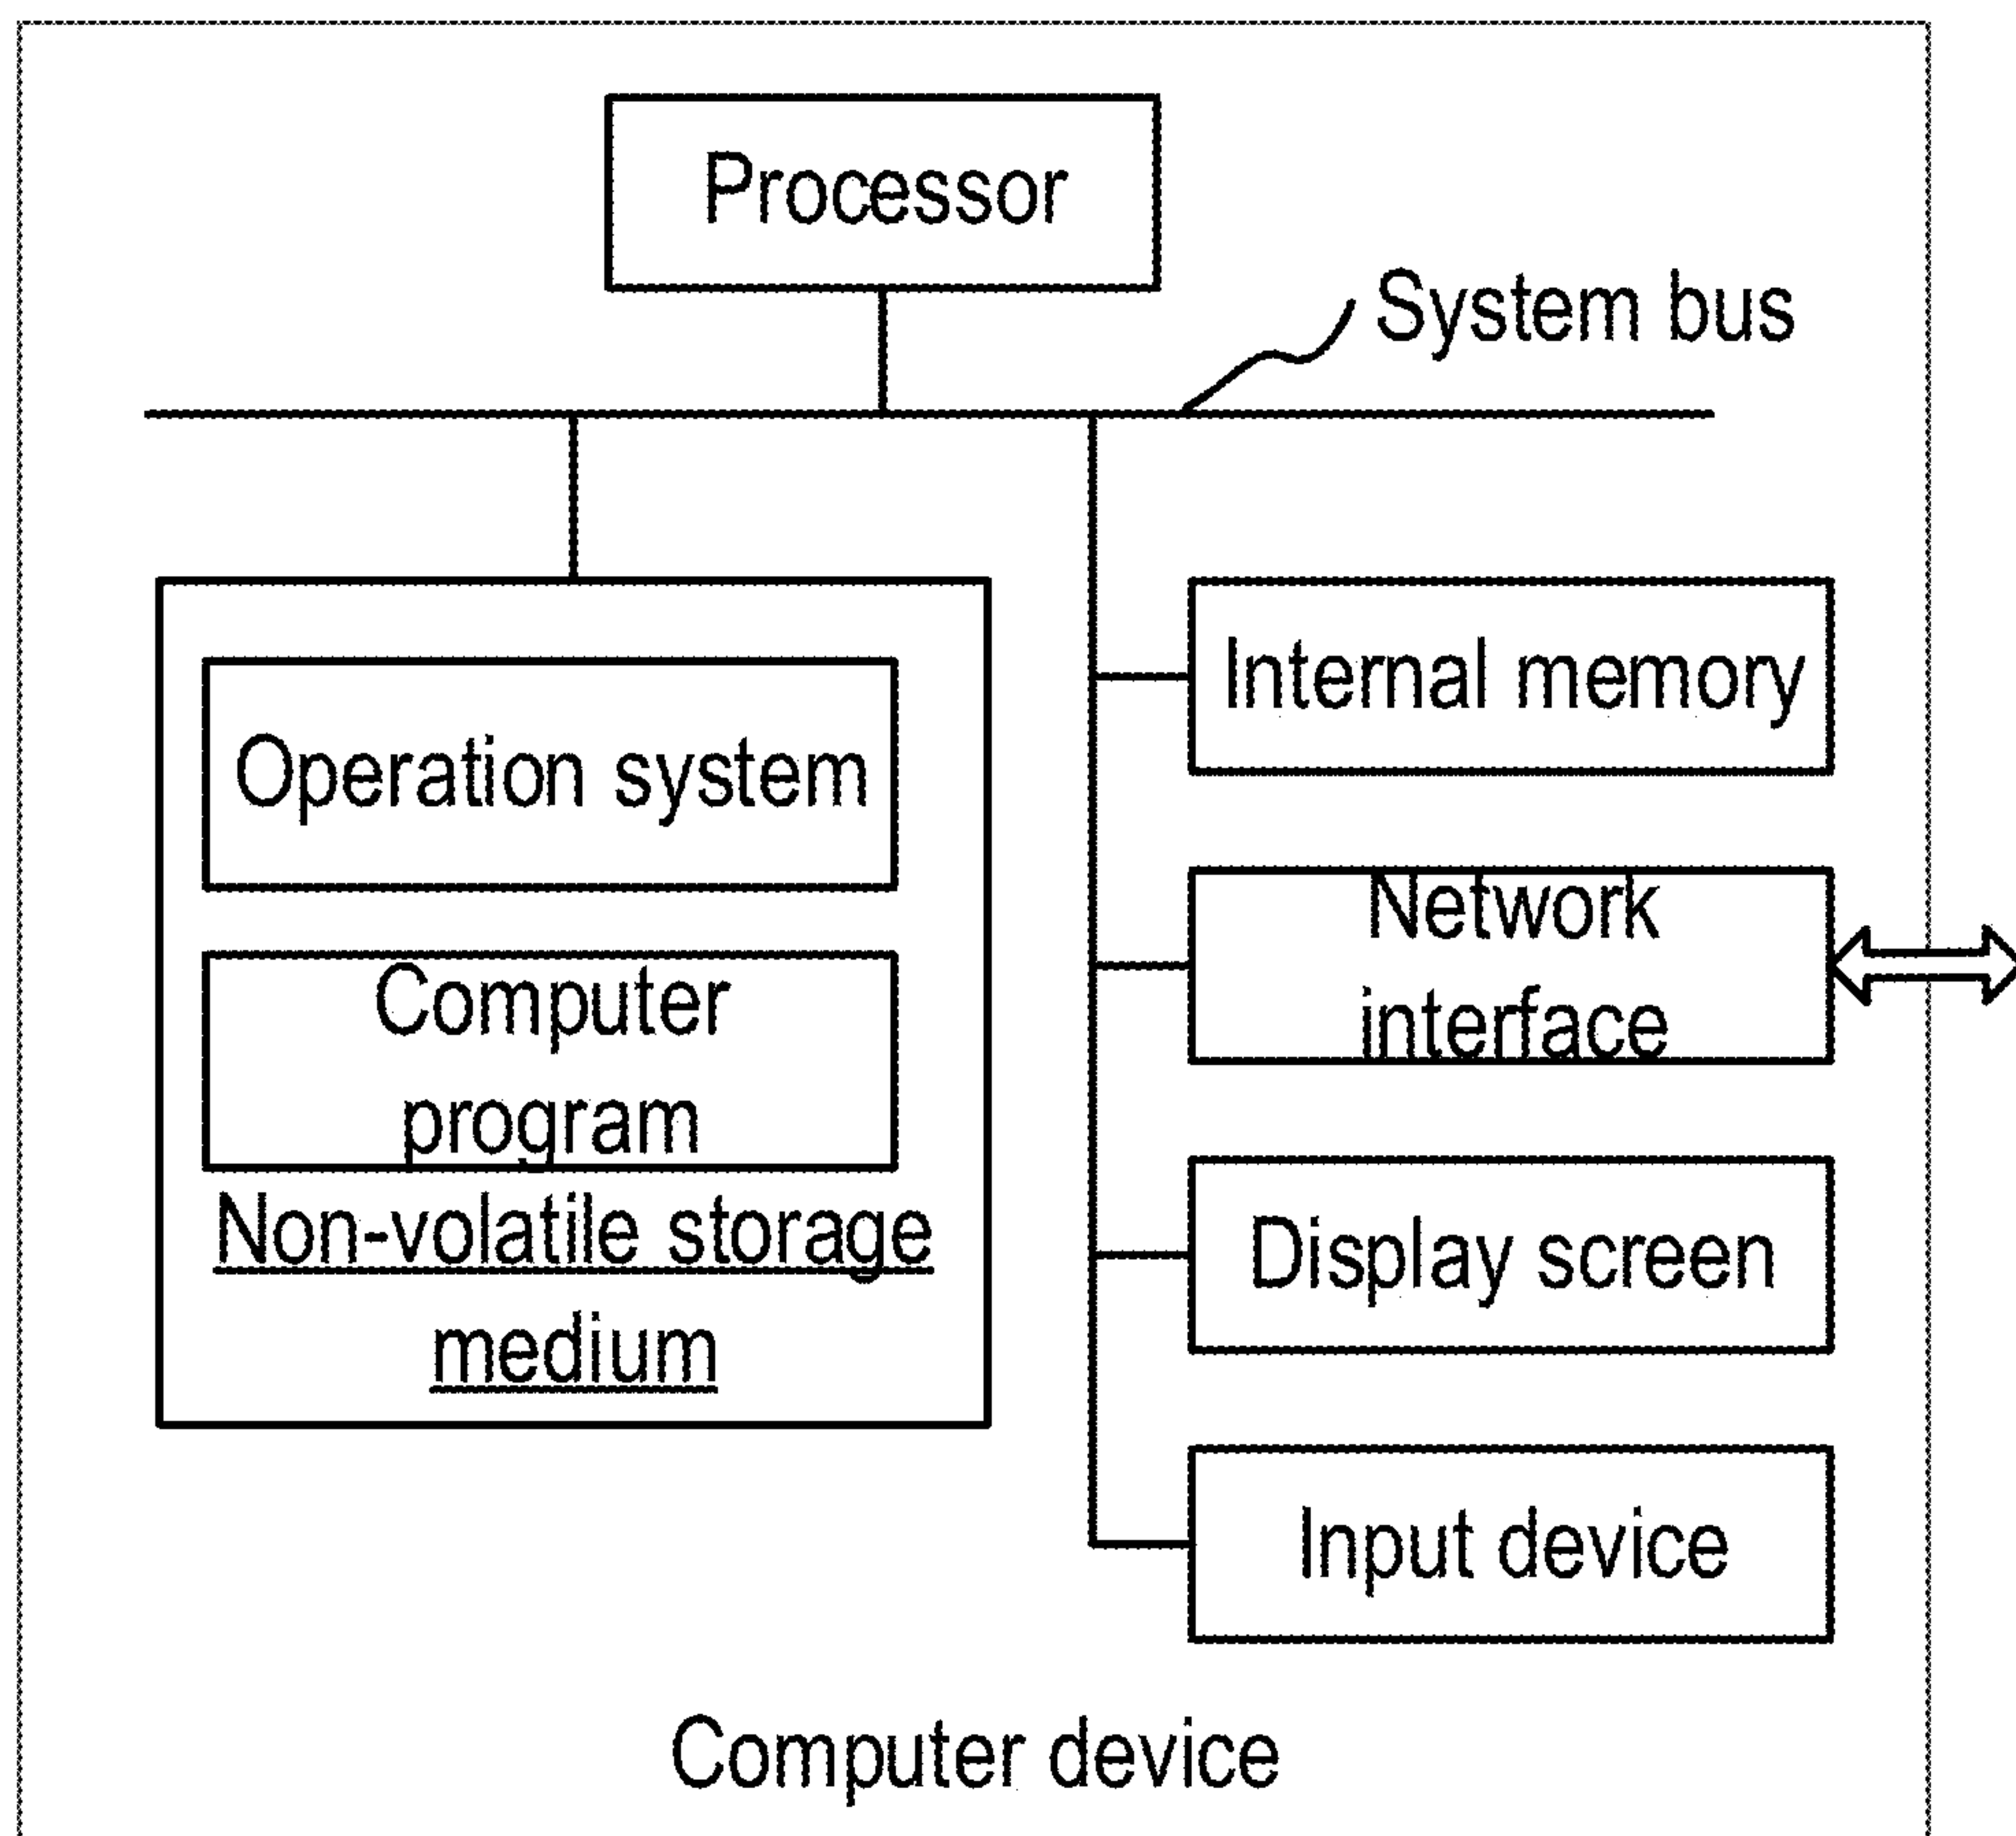 Processor
System bus
Operation system
Computer
program
Non-volatile storage
medium
Internal memory
Network
interface
Display screen
Input device
Computer device